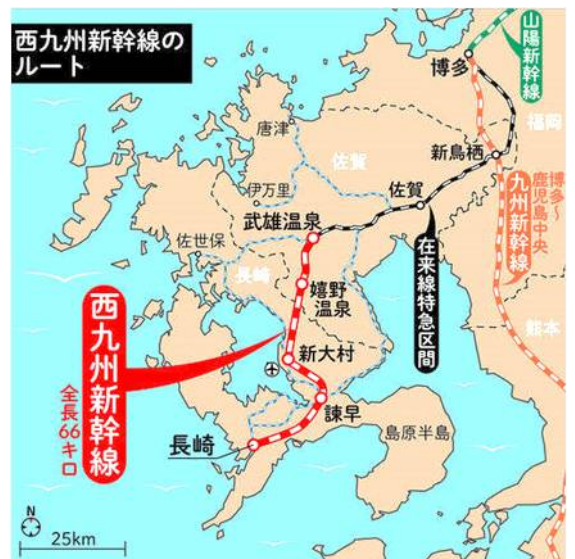 西九州新幹線の
ルート
山陽新幹線
博多
福岡
唐津
新鳥栖
佐賀
伊万里
佐賀
博多～
鹿児島中央
九州新幹線
武雄温泉
佐世保
在来線特急区間
長崎
嬉野
温泉
熊本
西九州新幹線
全長66キロ
新大村
諫早
島原半島
長崎
N
25km